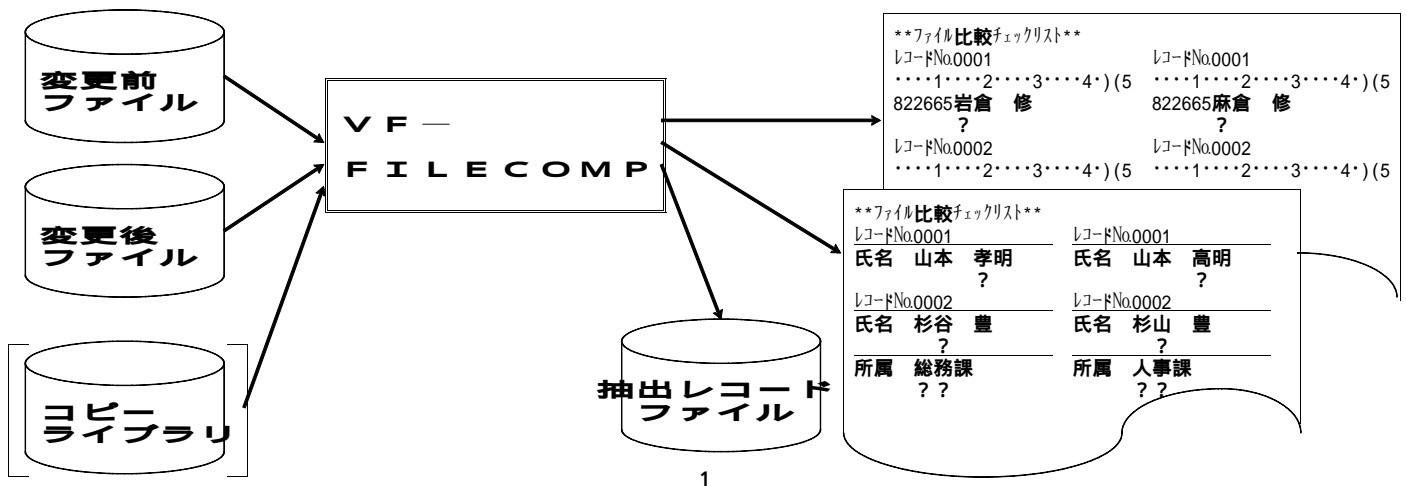 変更前
ファイル
変更後
ファイル
コピー
ライブラリ
VF―
FILECOMP
抽出レコード
ファイル
**ファイル比較チェックリスト**
レコードNo.0001 レコードNo.0001
・・・・1・・・・2・・・・3・・・・4・)(5 ・・・・1・・・・2・・・・3・・・・4・)(5
822665岩倉 修 822665麻倉 修
? ?
レコードNo.0002 レコードNo.0002
・・・・1・・・・2・・・・3・・・・4・)(5 ・・・・1・・・・2・・・・3・・・・4・)(5
**ファイル比較チェックリスト**
レコードNo.0001 レコードNo.0001
氏名 山本 孝明 氏名 山本 高明
? ?
レコードNo.0002 レコードNo.0002
氏名 杉谷 豊 氏名 杉山 豊
? ?
所属 総務課 所属 人事課
?? ??
1